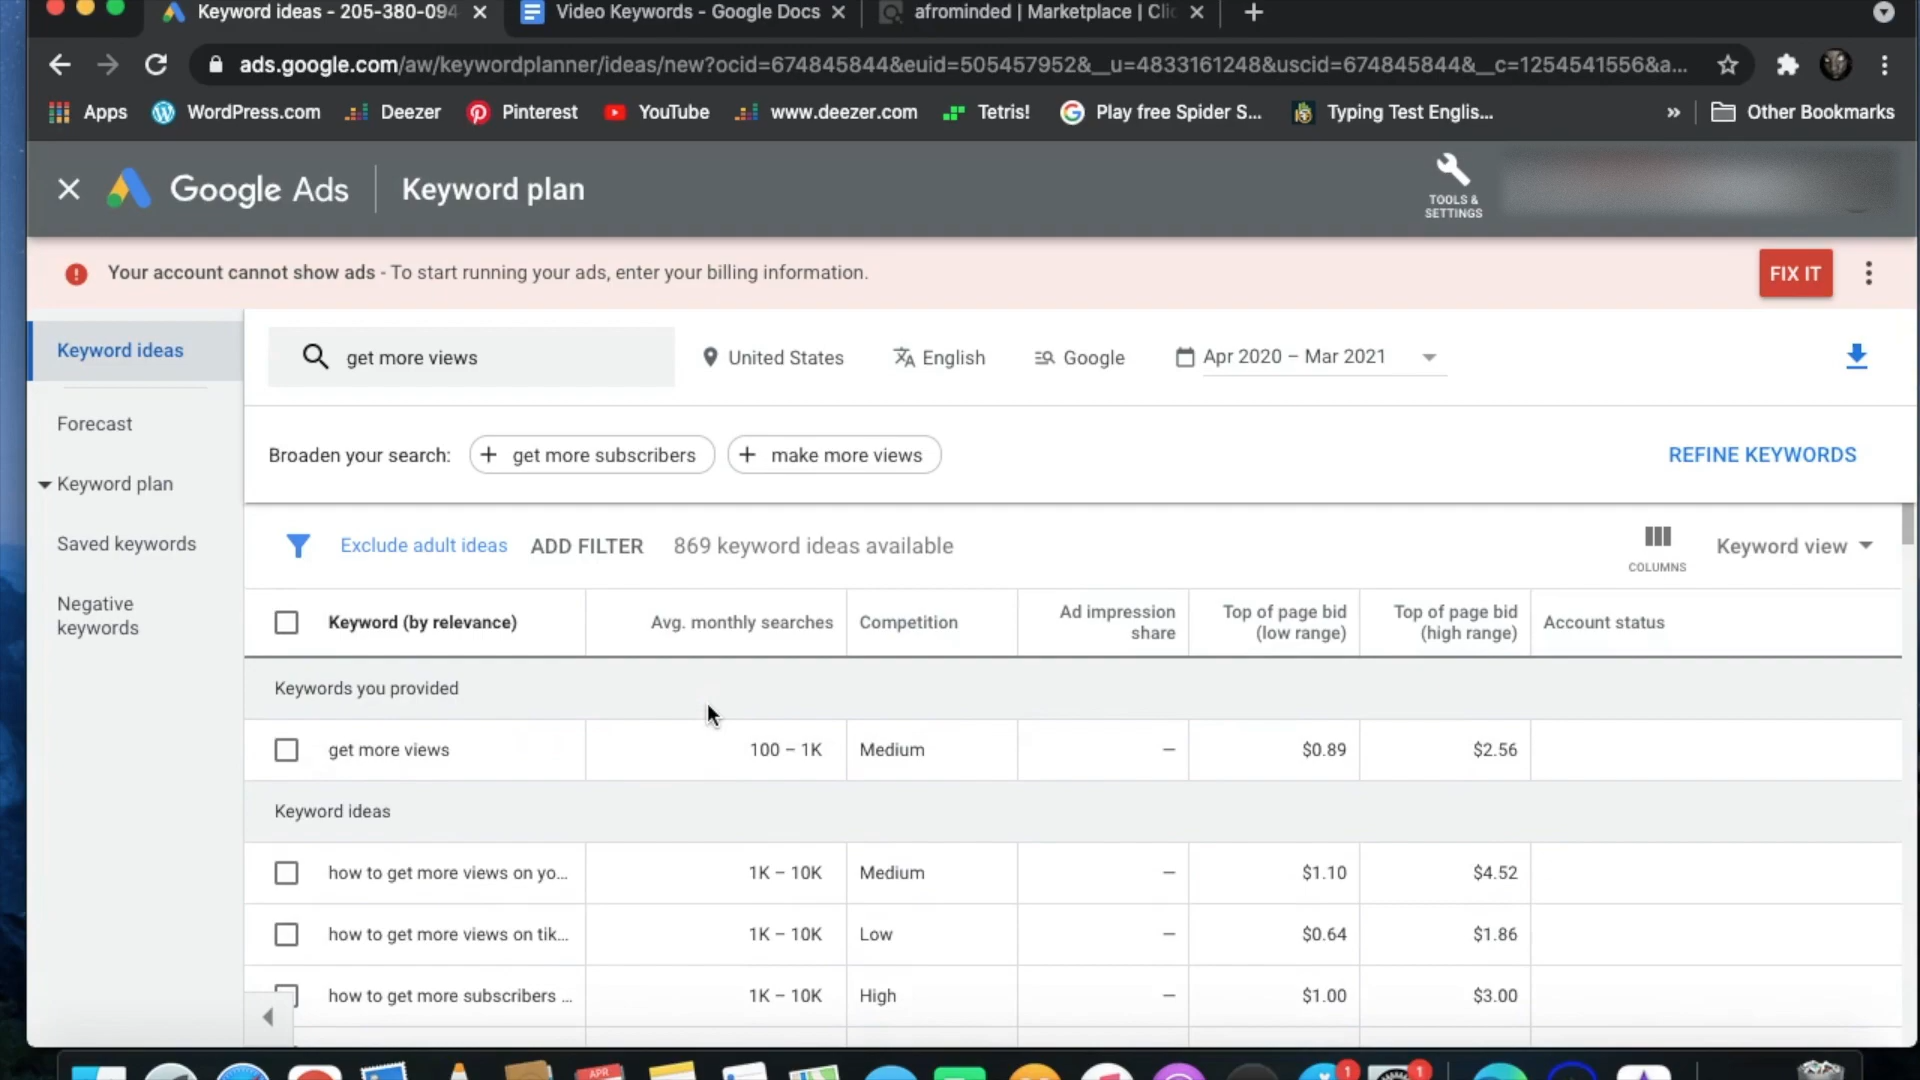 Keyword ideas - 205-380-094
Video Keywords - Google Docs
afrominded | Marketplace | Clic
ads.google.com/aw/keywordplanner/ideas/new?ocid=674845844&euid=505457952&__u=4833161248&uscid=674845844&__c=1254541556&a...
Apps
WordPress.com
Deezer
Pinterest
YouTube
www.deezer.com
Tetris!
Play free Spider S...
Typing Test Englis...
»
Other Bookmarks
Google Ads
Keyword plan
TOOLS &
SETTINGS
Your account cannot show ads - To start running your ads, enter your billing information.
FIX IT
Keyword ideas
Forecast
Keyword plan
Saved keywords
Negative
keywords
get more views
United States
English
Google
Apr 2020 – Mar 2021
Broaden your search:
+ get more subscribers
+ make more views
REFINE KEYWORDS
Exclude adult ideas
ADD FILTER
869 keyword ideas available
COLUMNS
Keyword view
Keyword (by relevance)
Avg. monthly searches
Competition
Ad impression
share
Top of page bid
(low range)
Top of page bid
(high range)
Account status
Keywords you provided
get more views 100 – 1K Medium — $0.89 $2.56
Keyword ideas
how to get more views on yo... 1K – 10K Medium — $1.10 $4.52
how to get more views on tik... 1K – 10K Low — $0.64 $1.86
how to get more subscribers ... 1K – 10K High — $1.00 $3.00
APR
1
1